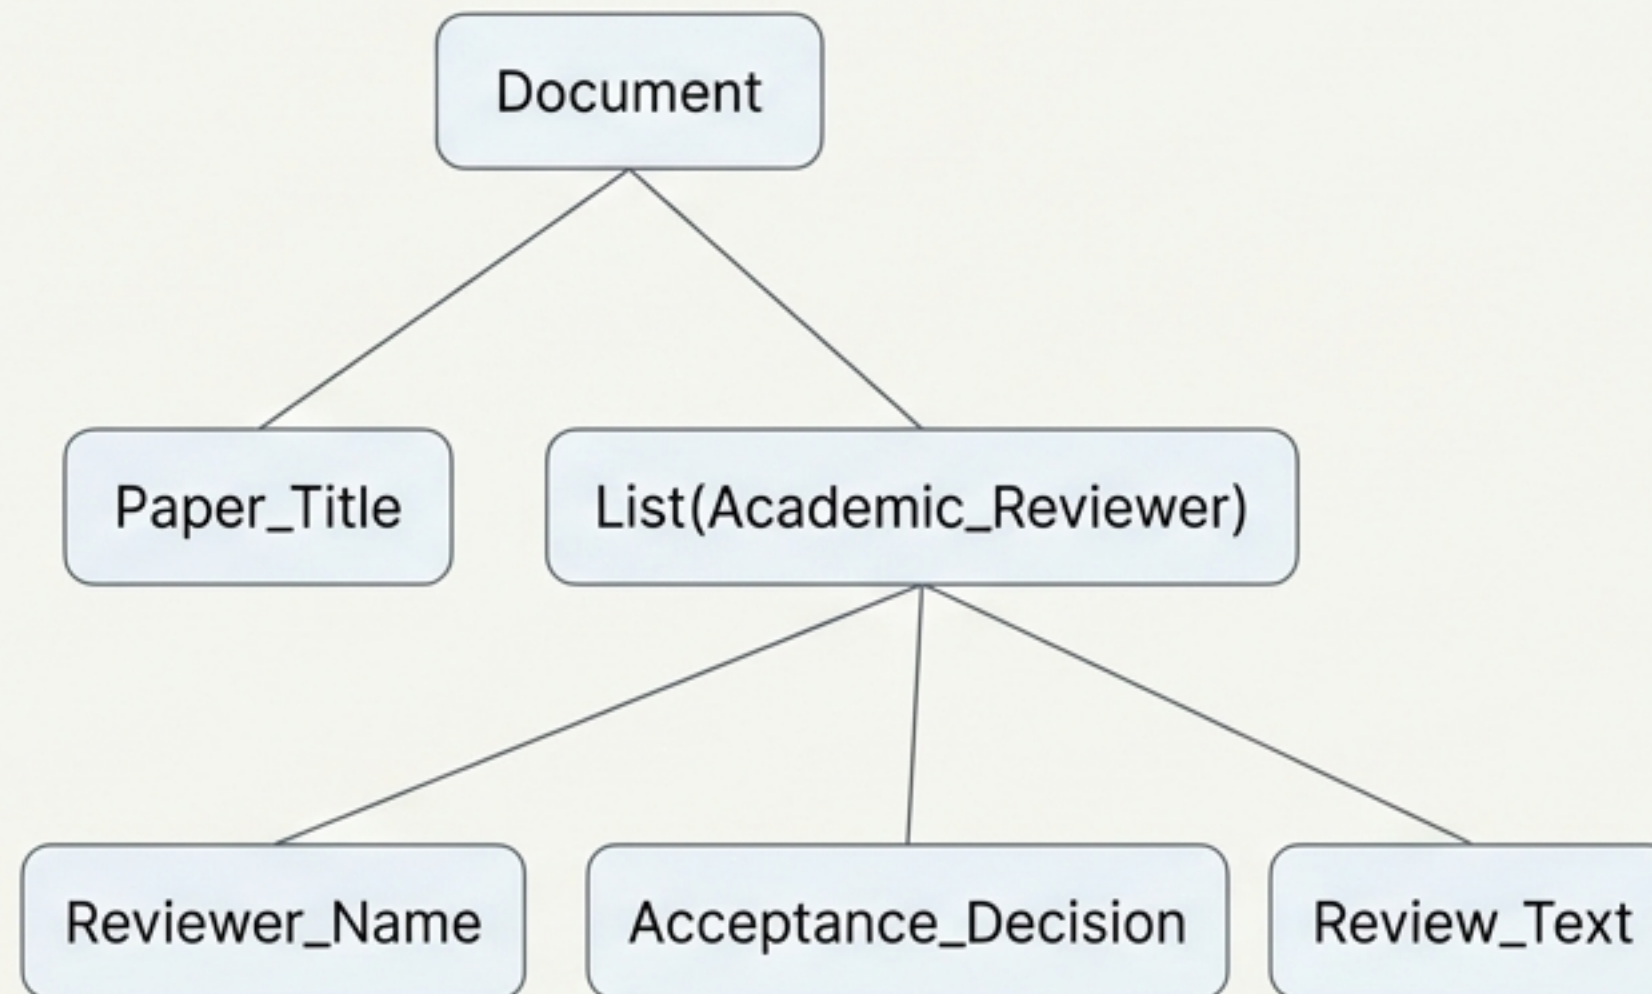 Document
Paper_Title
List(Academic_Reviewer)
Reviewer_Name
Acceptance_Decision
Review_Text